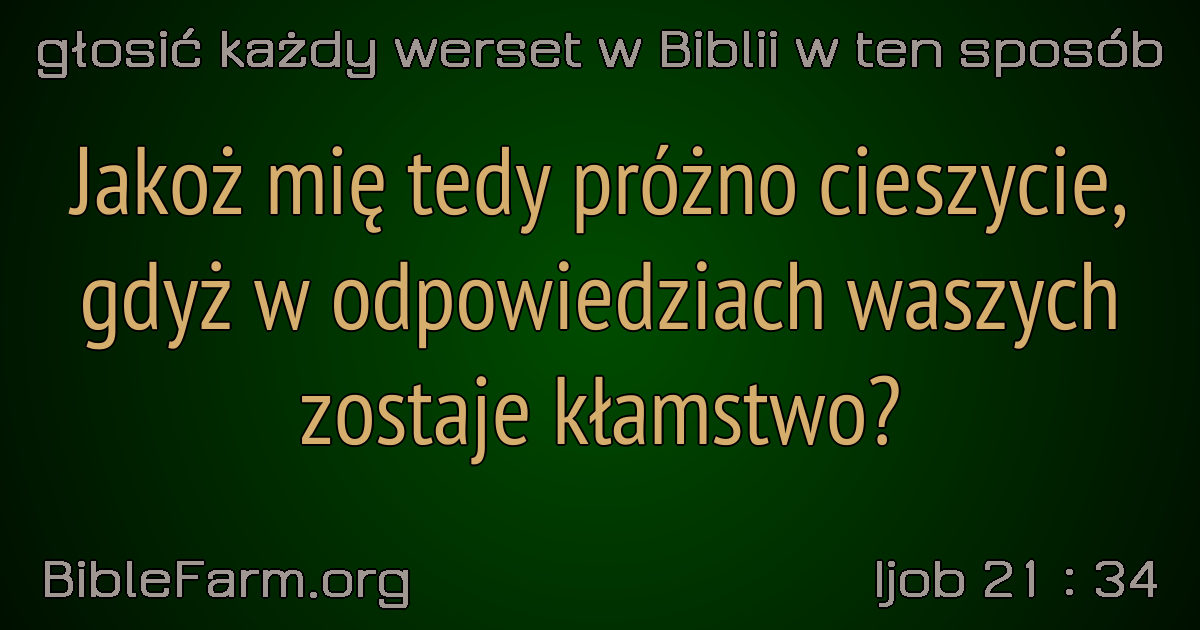 głosić każdy werset w Biblii w ten sposób
Jakoż mię tedy próżno cieszycie,
gdyż w odpowiedziach waszych
zostaje kłamstwo?
BibleFarm.org
Ijob 21 : 34